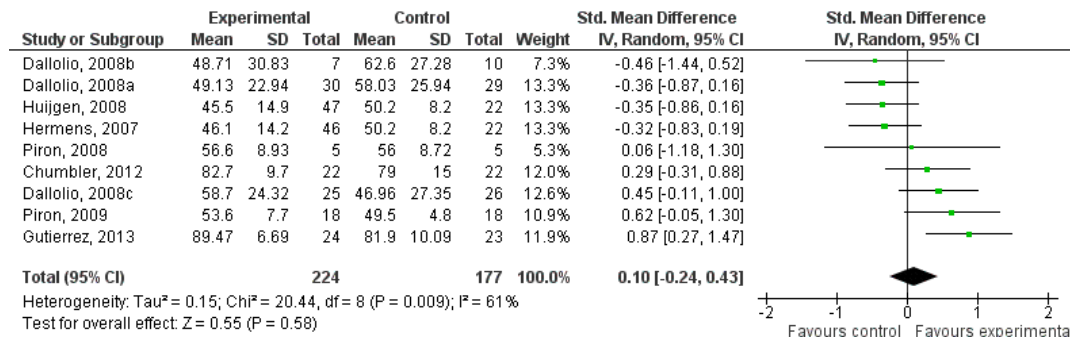 Experimental Control Std. Mean Difference Std. Mean Difference
Study or Subgroup Mean SD Total Mean SD Total Weight IV, Random, 95% CI IV, Random, 95% CI
Dallolio, 2008b 48.71 30.83 7 62.6 27.28 10 7.3% -0.46 [-1.44, 0.52]
Dallolio, 2008a 49.13 22.94 30 58.03 25.94 29 13.3% -0.36 [-0.87, 0.16]
Huijgen, 2008 45.5 14.9 47 50.2 8.2 22 13.3% -0.35 [-0.86, 0.16]
Hermens, 2007 46.1 14.2 46 50.2 8.2 22 13.3% -0.32 [-0.83, 0.19]
Piron, 2008 56.6 8.93 5 56 8.72 5 5.3% 0.06 [-1.18, 1.30]
Chumbler, 2012 82.7 9.7 22 79 15 22 12.0% 0.29 [-0.31, 0.88]
Dallolio, 2008c 58.7 24.32 25 46.96 27.35 26 12.6% 0.45 [-0.11, 1.00]
Piron, 2009 53.6 7.7 18 49.5 4.8 18 10.9% 0.62 [-0.05, 1.30]
Gutierrez, 2013 89.47 6.69 24 81.9 10.09 23 11.9% 0.87 [0.27, 1.47]
Total (95% CI) 224 177 100.0% 0.10 [-0.24, 0.43]
Heterogeneity: Tau² = 0.15; Chi² = 20.44, df = 8 (P = 0.009); I² = 61%
Test for overall effect: Z = 0.55 (P = 0.58)
-2 -1 0 1 2
Favours control Favours experimenta